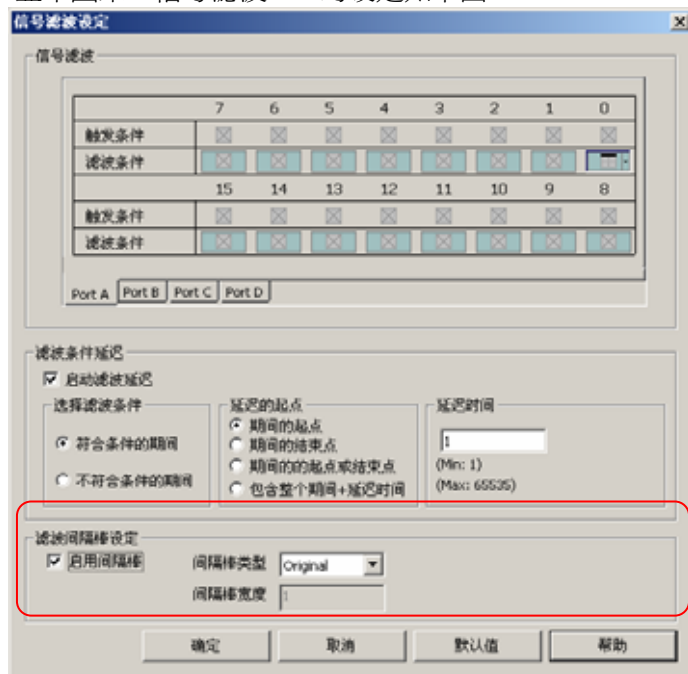 信号滤波设定
信号滤波
7 6 5 4 3 2 1 0
触发条件
滤波条件
15 14 13 12 11 10 9 8
触发条件
滤波条件
Port A Port B Port C Port D
滤波条件延迟
启动滤波延迟
选择滤波条件
符合条件的期间
不符合条件的期间
延迟的起点
期间的起点
期间的结束点
期间的的起点或结束点
包含整个期间+延迟时间
延迟时间
1
(Min: 1)
(Max: 65535)
滤波间隔棒设定
启用间隔棒
间隔棒类型 Original
间隔棒宽度 1
确定 取消 默认值 帮助